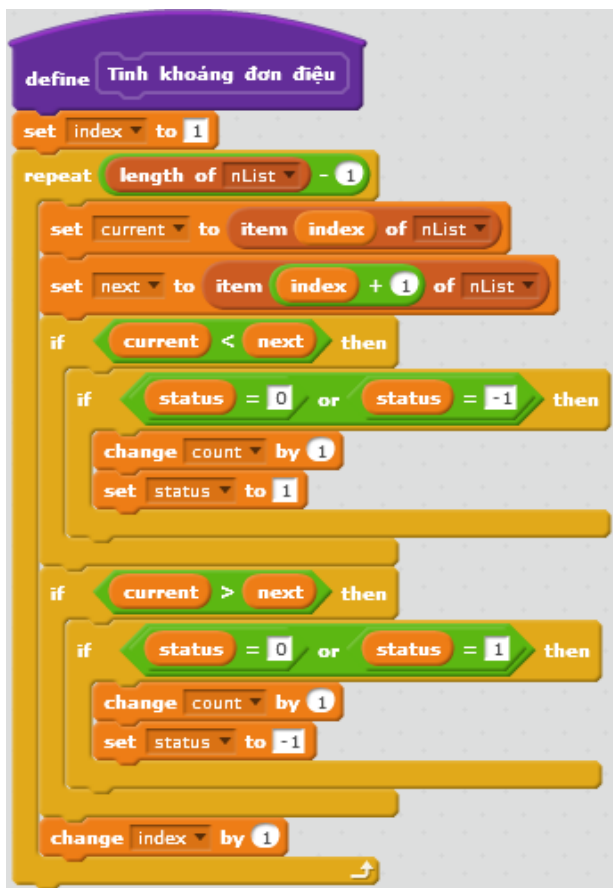 define Tinh khoảng đơn điệu
set index to 1
repeat length of nList - 1
set current to item index of nList
set next to item index + 1 of nList
if current < next then
if status = 0 or status = -1 then
change count by 1
set status to 1
if current > next then
if status = 0 or status = 1 then
change count by 1
set status to -1
change index by 1